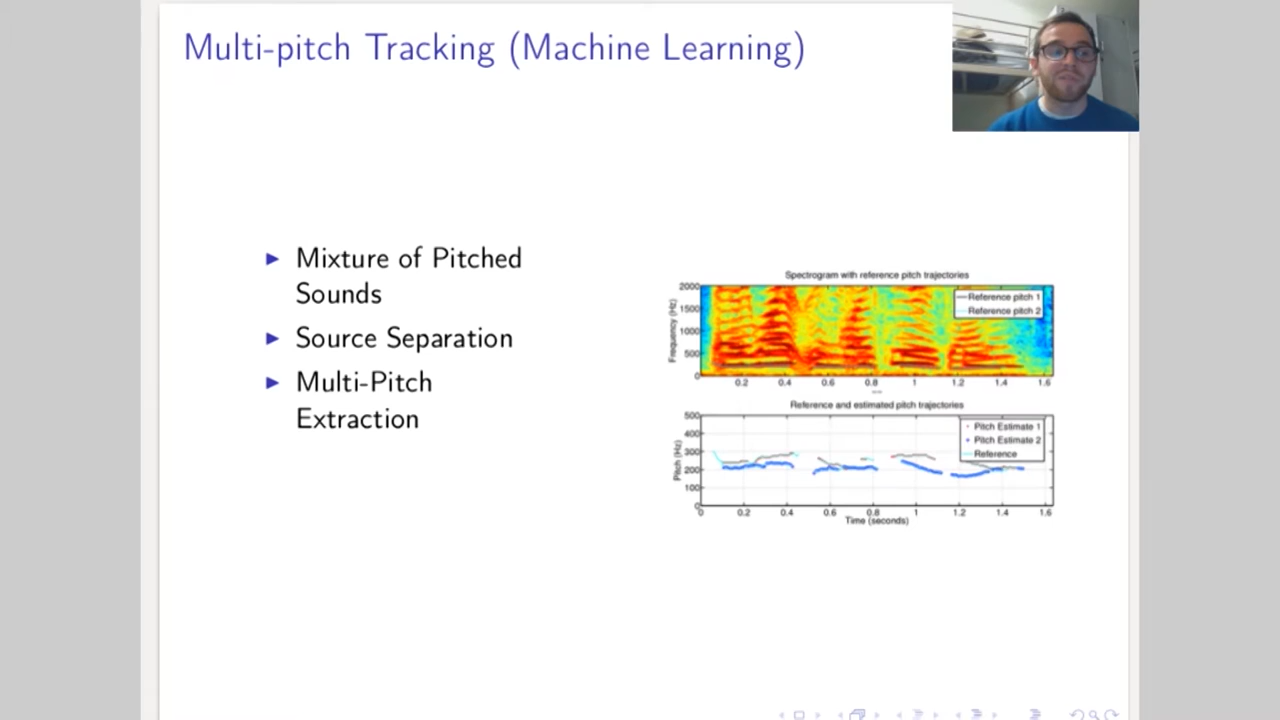 Multi-pitch Tracking (Machine Learning)
Mixture of Pitched
Sounds
Source Separation
Multi-Pitch
Extraction
Spectrogram with reference pitch trajectories
Frequency (Hz)
2000
1500
1000
500
0
Reference pitch 1
Reference pitch 2
0.2 0.4 0.6 0.8 1 1.2 1.4 1.6
Reference and estimated pitch trajectories
Pitch (Hz)
500
400
300
200
100
0
Pitch Estimate 1
Pitch Estimate 2
Reference
0 0.2 0.4 0.6 0.8 1 1.2 1.4 1.6
Time (seconds)